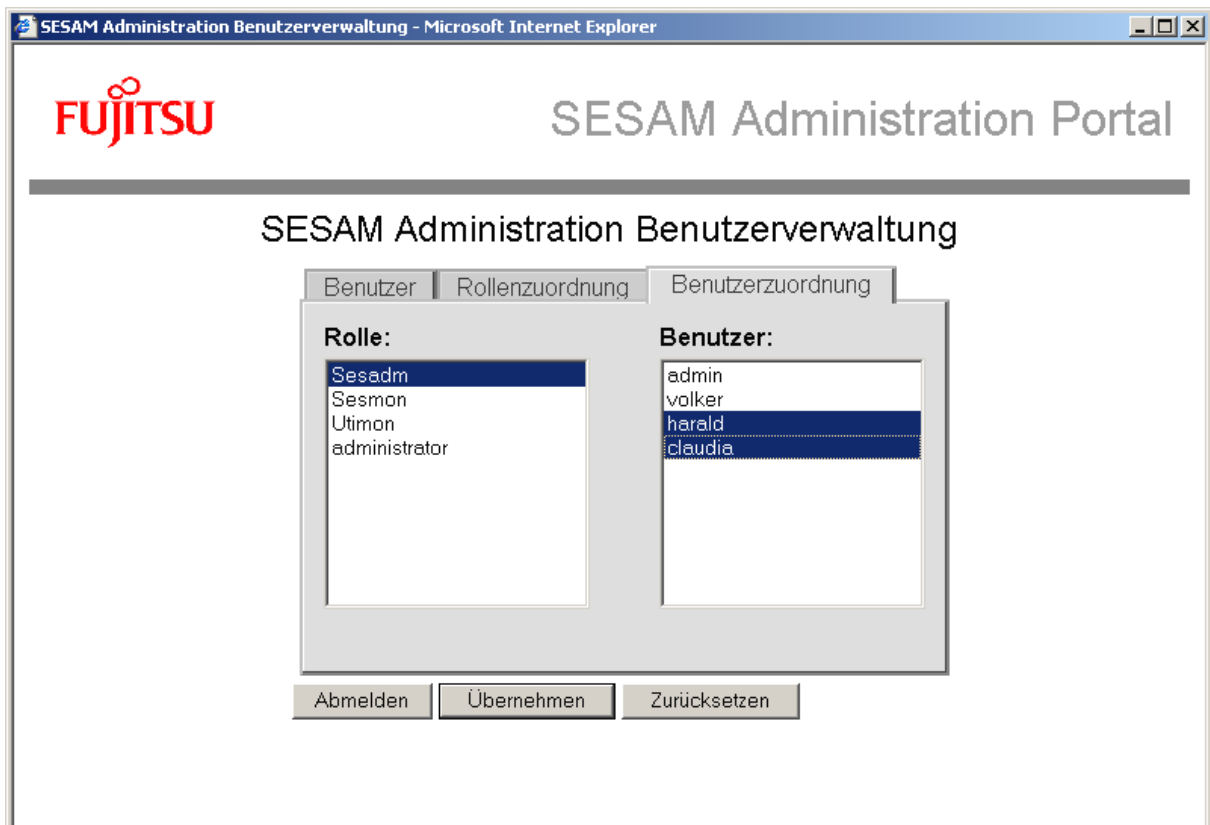 SESAM Administration Benutzerverwaltung - Microsoft Internet Explorer
FUJITSU
SESAM Administration Portal
SESAM Administration Benutzerverwaltung
Benutzer Rollenzuordnung Benutzerzuordnung
Rolle: Benutzer:
Sesadm admin
Sesmon volker
Utimon harald
administrator claudia
Abmelden Übernehmen Zurücksetzen